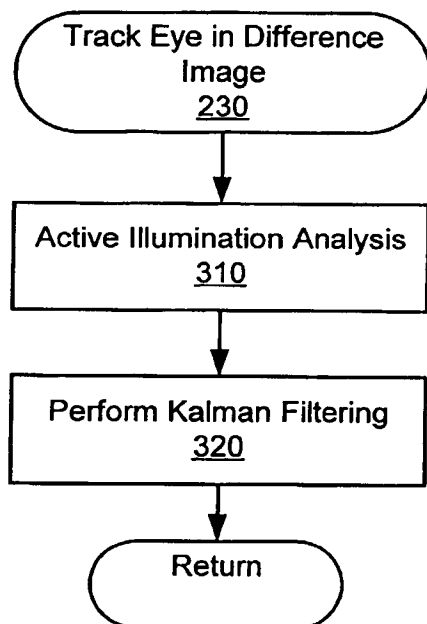 Track Eye in Difference
Image
230
Active Illumination Analysis
310
Perform Kalman Filtering
320
Return